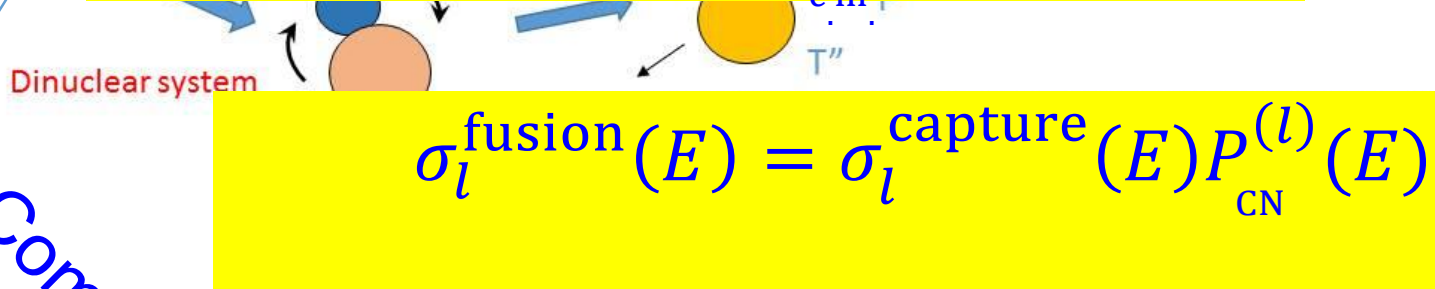 T”
Dinuclear system
σ_l^fusion(E) = σ_l^capture(E)P_CN^(l)(E)